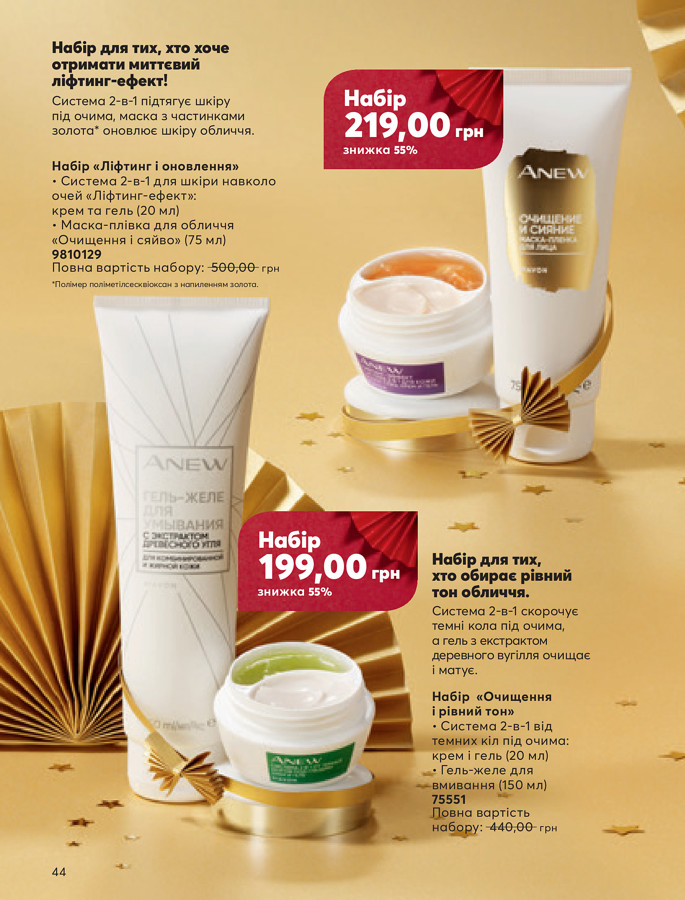 Набір для тих, хто хоче
отримати миттєвий
ліфтинг-ефект!
Система 2-в-1 підтягує шкіру
під очима, маска з частинками
золота* оновлює шкіру обличчя.
Набір «Ліфтинг і оновлення»
• Система 2-в-1 для шкіри навколо
очей «Ліфтинг-ефект»:
крем та гель (20 мл)
• Маска-плівка для обличчя
«Очищення і сяйво» (75 мл)
9810129
Повна вартість набору: 500,00 грн
*Полімер поліметілсесквіоксан з напиленням золота.
Набір
219,00 грн
знижка 55%
ANEW
ОЧИЩЕНИЕ
И СИЯНИЕ
МАСКА-ПЛЕНКА
ДЛЯ ЛИЦА
AVON
ANEW
ANEW
ГЕЛЬ-ЖЕЛЕ
ДЛЯ
УМЫВАНИЯ
С ЭКСТРАКТОМ
ДРЕВЕСНОГО УГЛЯ
ДЛЯ КОМБИНИРОВАННОЙ
И ЖИРНОЙ КОЖИ
AVON
Набір
199,00 грн
знижка 55%
ANEW
Набір для тих,
хто обирає рівний
тон обличчя.
Система 2-в-1 скорочує
темні кола під очима,
а гель з екстрактом
деревного вугілля очищає
і матує.
Набір «Очищення
і рівний тон»
• Система 2-в-1 від
темних кіл під очима:
крем і гель (20 мл)
• Гель-желе для
вмивання (150 мл)
75551
Повна вартість
набору: 440,00 грн
44